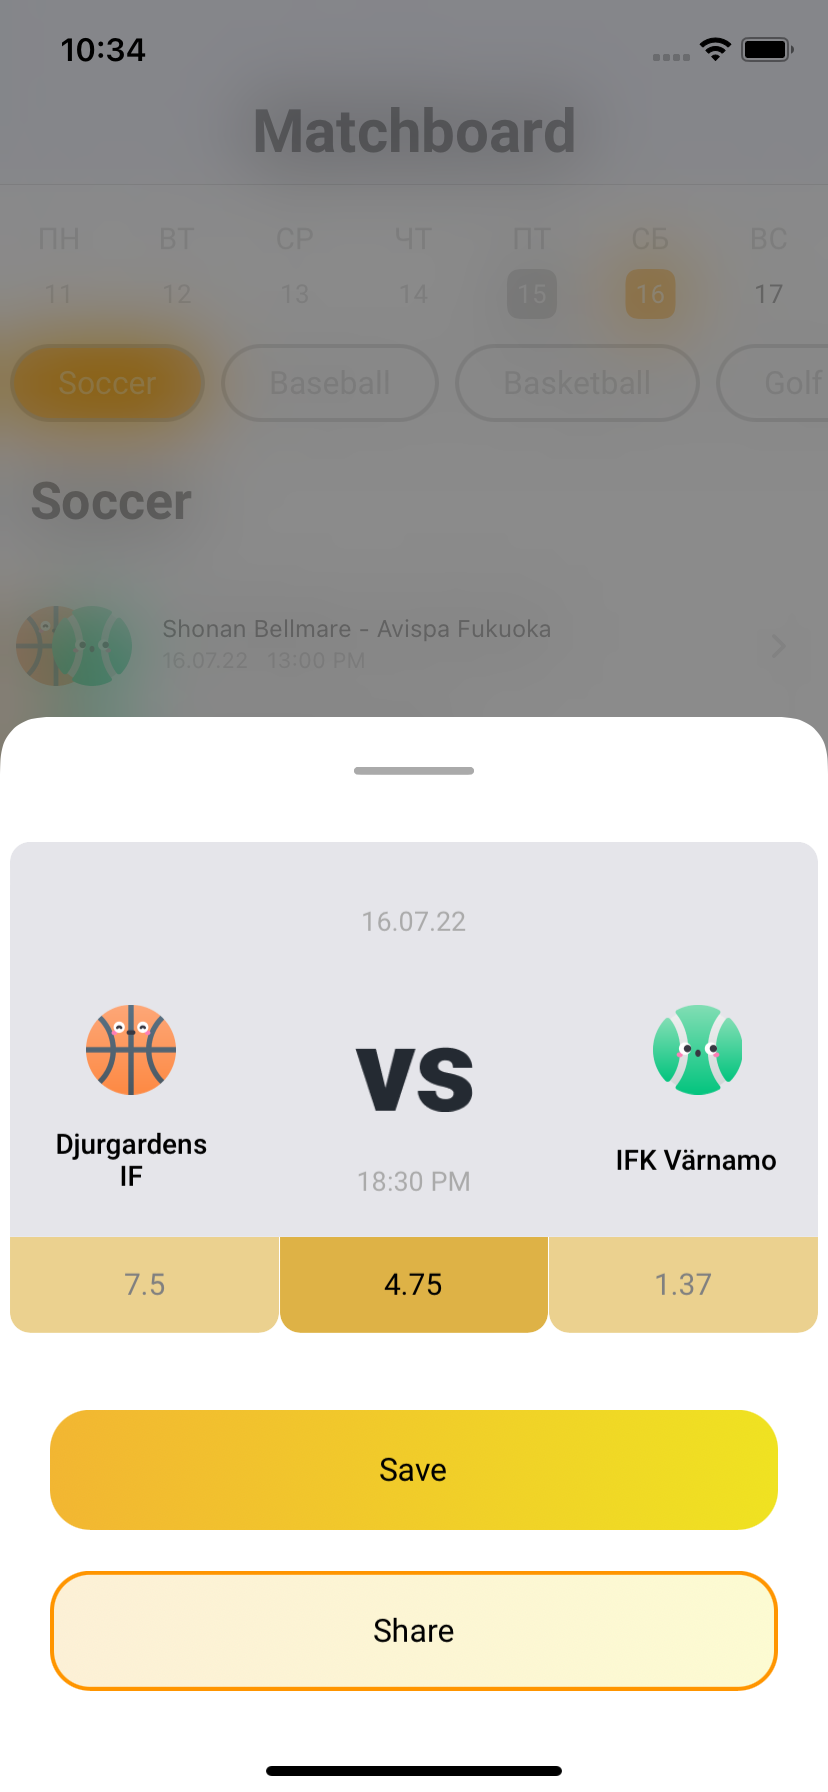 10:34
Matchboard
ПН ВТ СР ЧТ ПТ СБ ВС
11 12 13 14 15 16 17
Soccer Baseball Basketball Golf
Soccer
Shonan Bellmare - Avispa Fukuoka
16.07.22 13:00 PM
16.07.22
VS
Djurgardens
IF
IFK Värnamo
18:30 PM
7.5 4.75 1.37
Save
Share